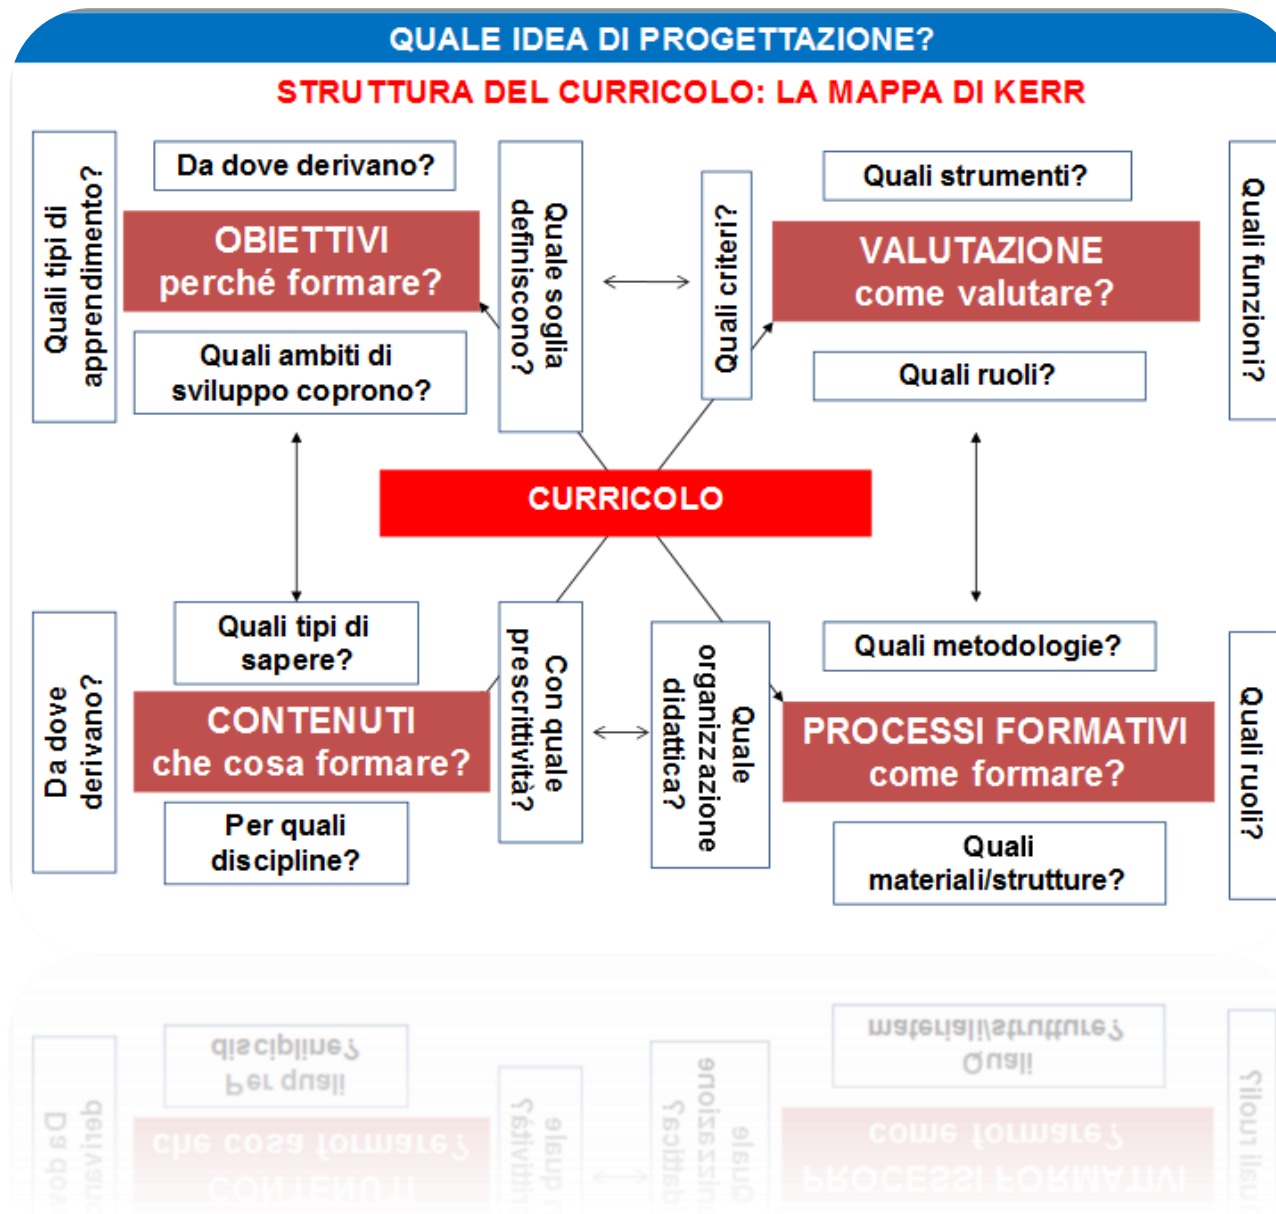 QUALE IDEA DI PROGETTAZIONE?
STRUTTURA DEL CURRICOLO: LA MAPPA DI KERR
Quali tipi di
apprendimento?
Da dove derivano?
OBIETTIVI
perché formare?
Quali ambiti di
sviluppo coprono?
Quale soglia
definiscono?
Quali criteri?
Quali strumenti?
VALUTAZIONE
come valutare?
Quali ruoli?
Quali funzioni?
CURRICOLO
Da dove
derivano?
Quali tipi di
sapere?
CONTENUTI
che cosa formare?
Per quali
discipline?
Con quale
prescrittività?
Quale
organizzazione
didattica?
Quali metodologie?
PROCESSI FORMATIVI
come formare?
Quali
materiali/strutture?
Quali ruoli?